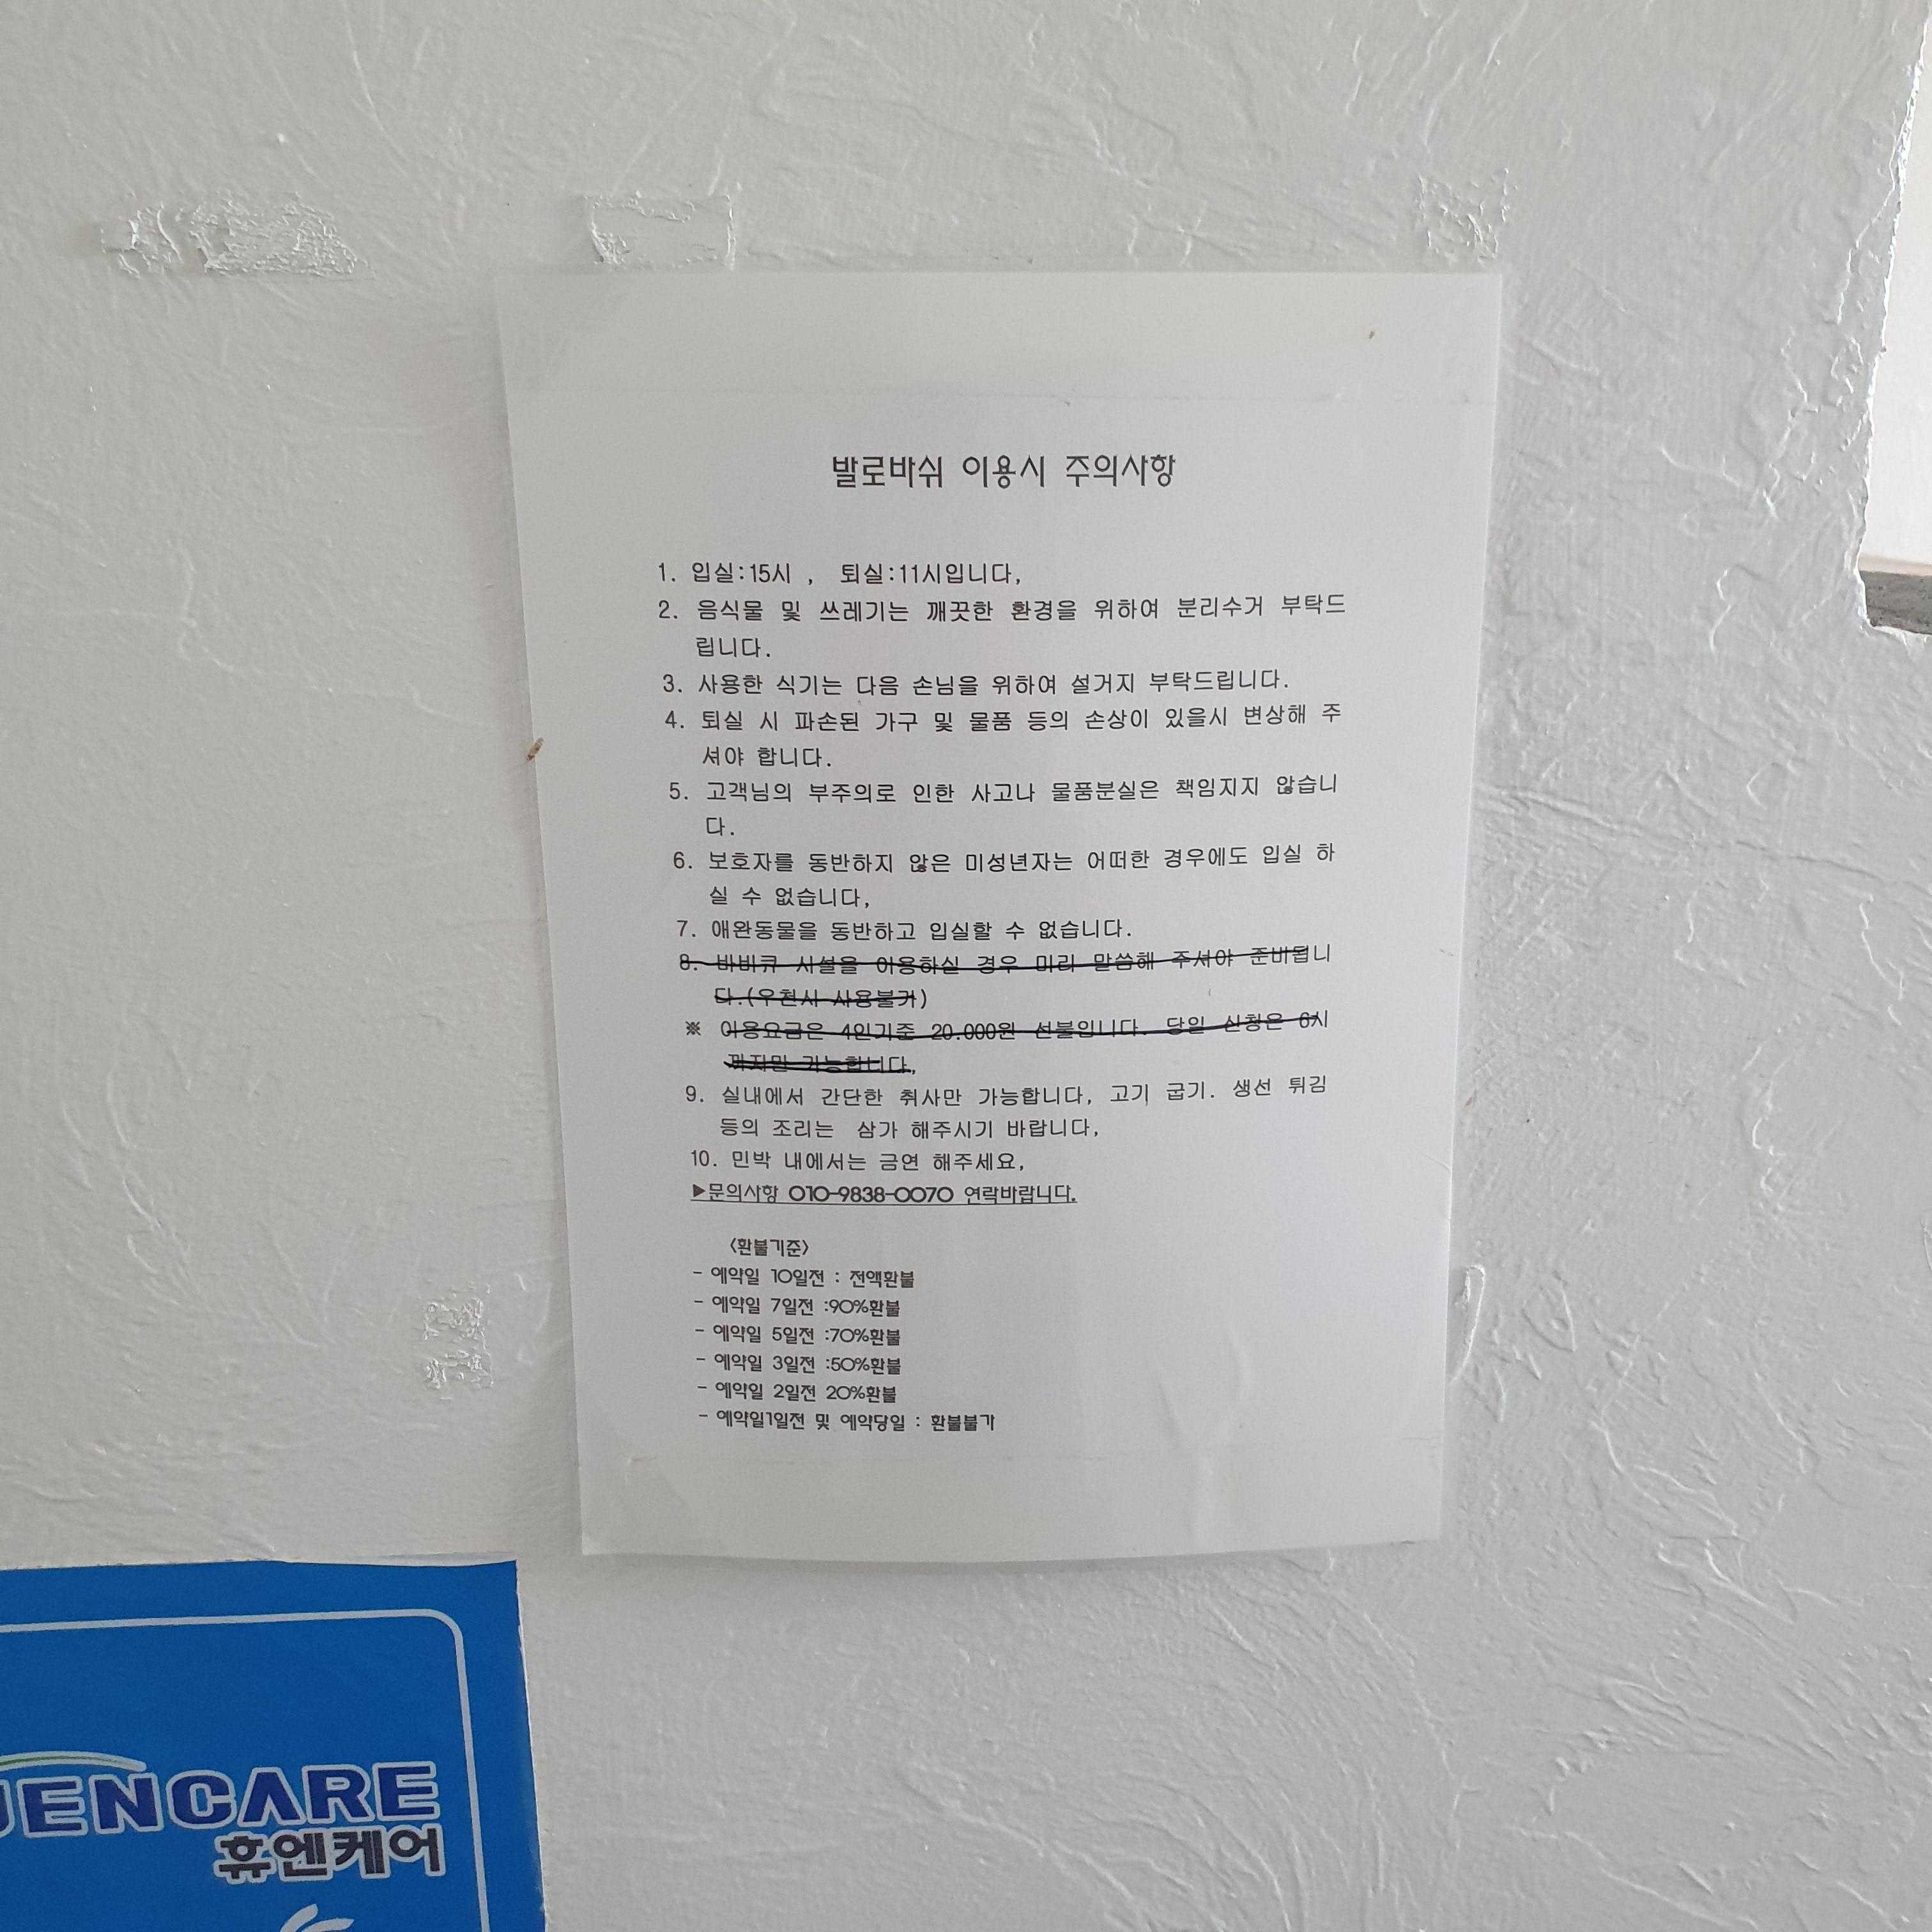 발로바쉬 이용시 주의사항
1. 입실:15시 , 퇴실:11시입니다,
2. 음식물 및 쓰레기는 깨끗한 환경을 위하여 분리수거 부탁드
립니다.
3. 사용한 식기는 다음 손님을 위하여 설거지 부탁드립니다.
4. 퇴실 시 파손된 가구 및 물품 등의 손상이 있을시 변상해 주
셔야 합니다.
5. 고객님의 부주의로 인한 사고나 물품분실은 책임지지 않습니
다.
6. 보호자를 동반하지 않은 미성년자는 어떠한 경우에도 입실 하
실 수 없습니다,
7. 애완동물을 동반하고 입실할 수 없습니다.
8. 바비큐 시설을 이용하실 경우 미리 말씀해 주셔야 준비됩니
다.(우천시 사용불가)
※ 이용요금은 4인기준 20.000원 선불입니다. 당일 신청은 6시
까지만 가능합니다,
9. 실내에서 간단한 취사만 가능합니다, 고기 굽기. 생선 튀김
등의 조리는 삼가 해주시기 바랍니다,
10. 민박 내에서는 금연 해주세요,
▶문의사항 010-9838-0070 연락바랍니다.
<환불기준>
- 예약일 10일전 : 전액환불
- 예약일 7일전 :90%환불
- 예약일 5일전 :70%환불
- 예약일 3일전 :50%환불
- 예약일 2일전 20%환불
- 예약일1일전 및 예약당일 : 환불불가
UENCARE
휴엔케어